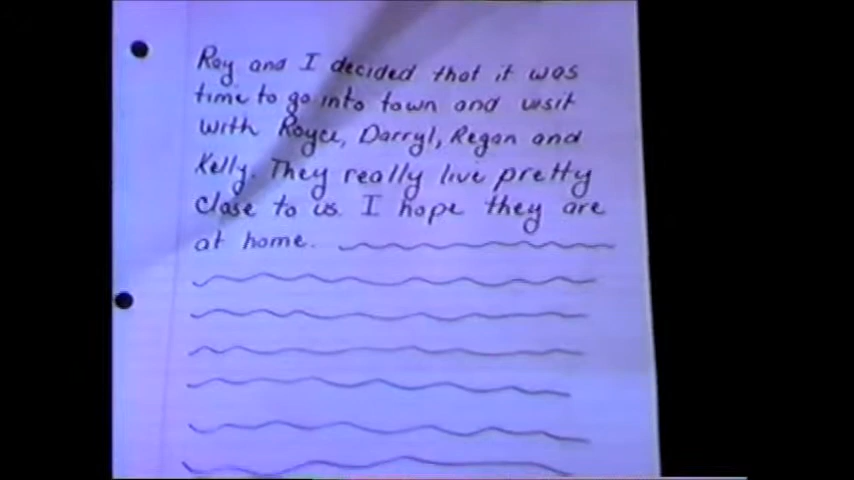 Roy and I decided that it was
time to go into town and visit
with Royce, Darryl, Regan and
Kelly. They really live pretty
close to us. I hope they are
at home.